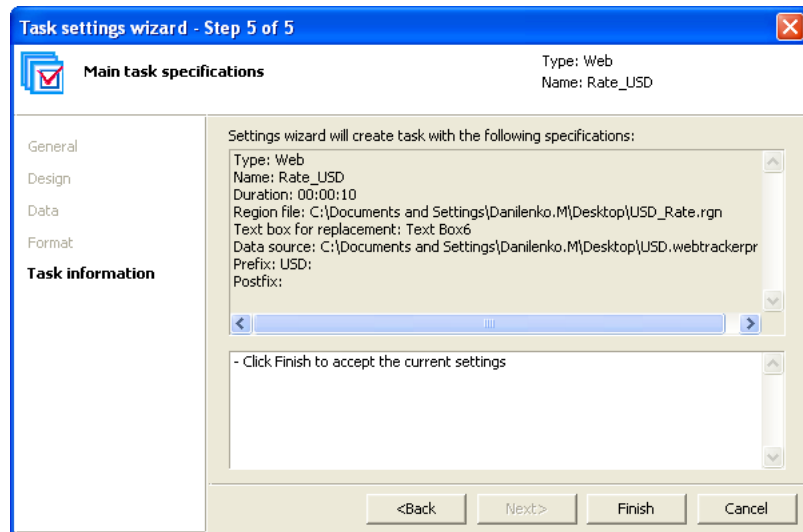 Task settings wizard - Step 5 of 5
Main task specifications
Type: Web
Name: Rate_USD
General
Design
Data
Format
Task information
Settings wizard will create task with the following specifications:
Type: Web
Name: Rate_USD
Duration: 00:00:10
Region file: C:\Documents and Settings\Danilenko.M\Desktop\USD_Rate.rgn
Text box for replacement: Text Box6
Data source: C:\Documents and Settings\Danilenko.M\Desktop\USD.webtrackerpr
Prefix: USD:
Postfix:
- Click Finish to accept the current settings
<Back
Next>
Finish
Cancel